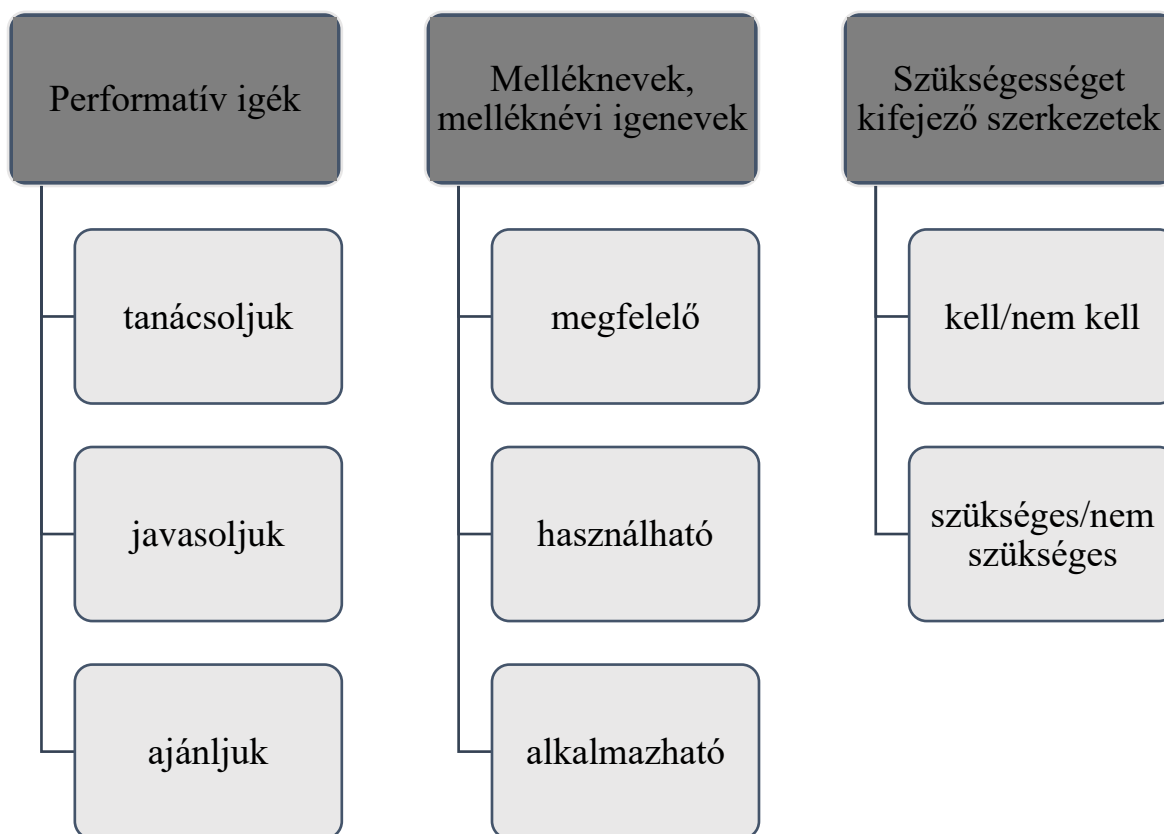 Performatív igék
tanácsoljuk
javasoljuk
ajánljuk
Melléknevek,
melléknévi igenevek
megfelelő
használható
alkalmazható
Szükségességet
kifejező szerkezetek
kell/nem kell
szükséges/nem
szükséges